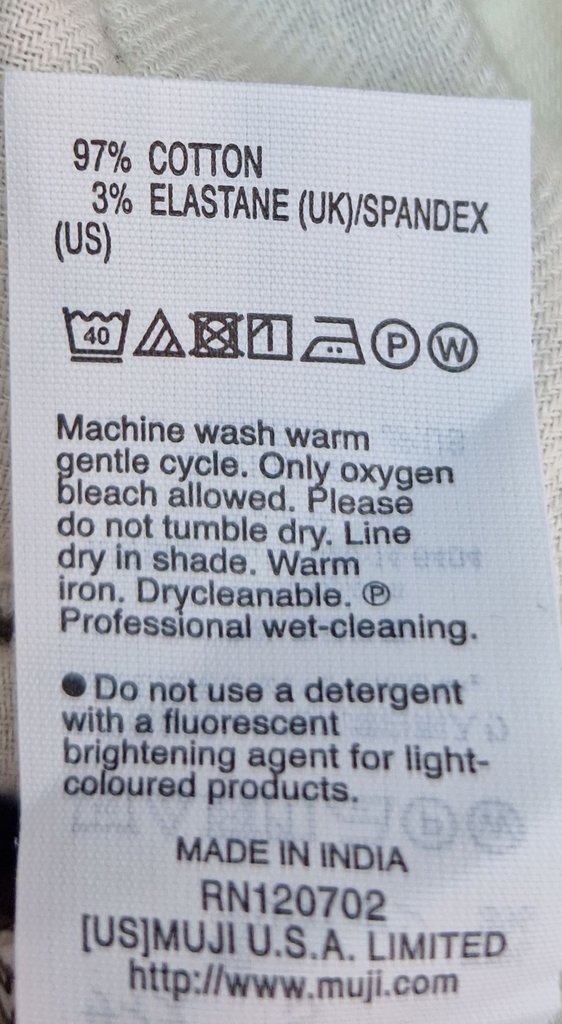 97% COTTON
3% ELASTANE (UK)/SPANDEX
(US)
40 P W
Machine wash warm
gentle cycle. Only oxygen
bleach allowed. Please
do not tumble dry. Line
dry in shade. Warm
iron. Drycleanable. Ⓟ
Professional wet-cleaning.
●Do not use a detergent
with a fluorescent
brightening agent for light-
coloured products.
MADE IN INDIA
RN120702
[US]MUJI U.S.A. LIMITED
http://www.muji.com